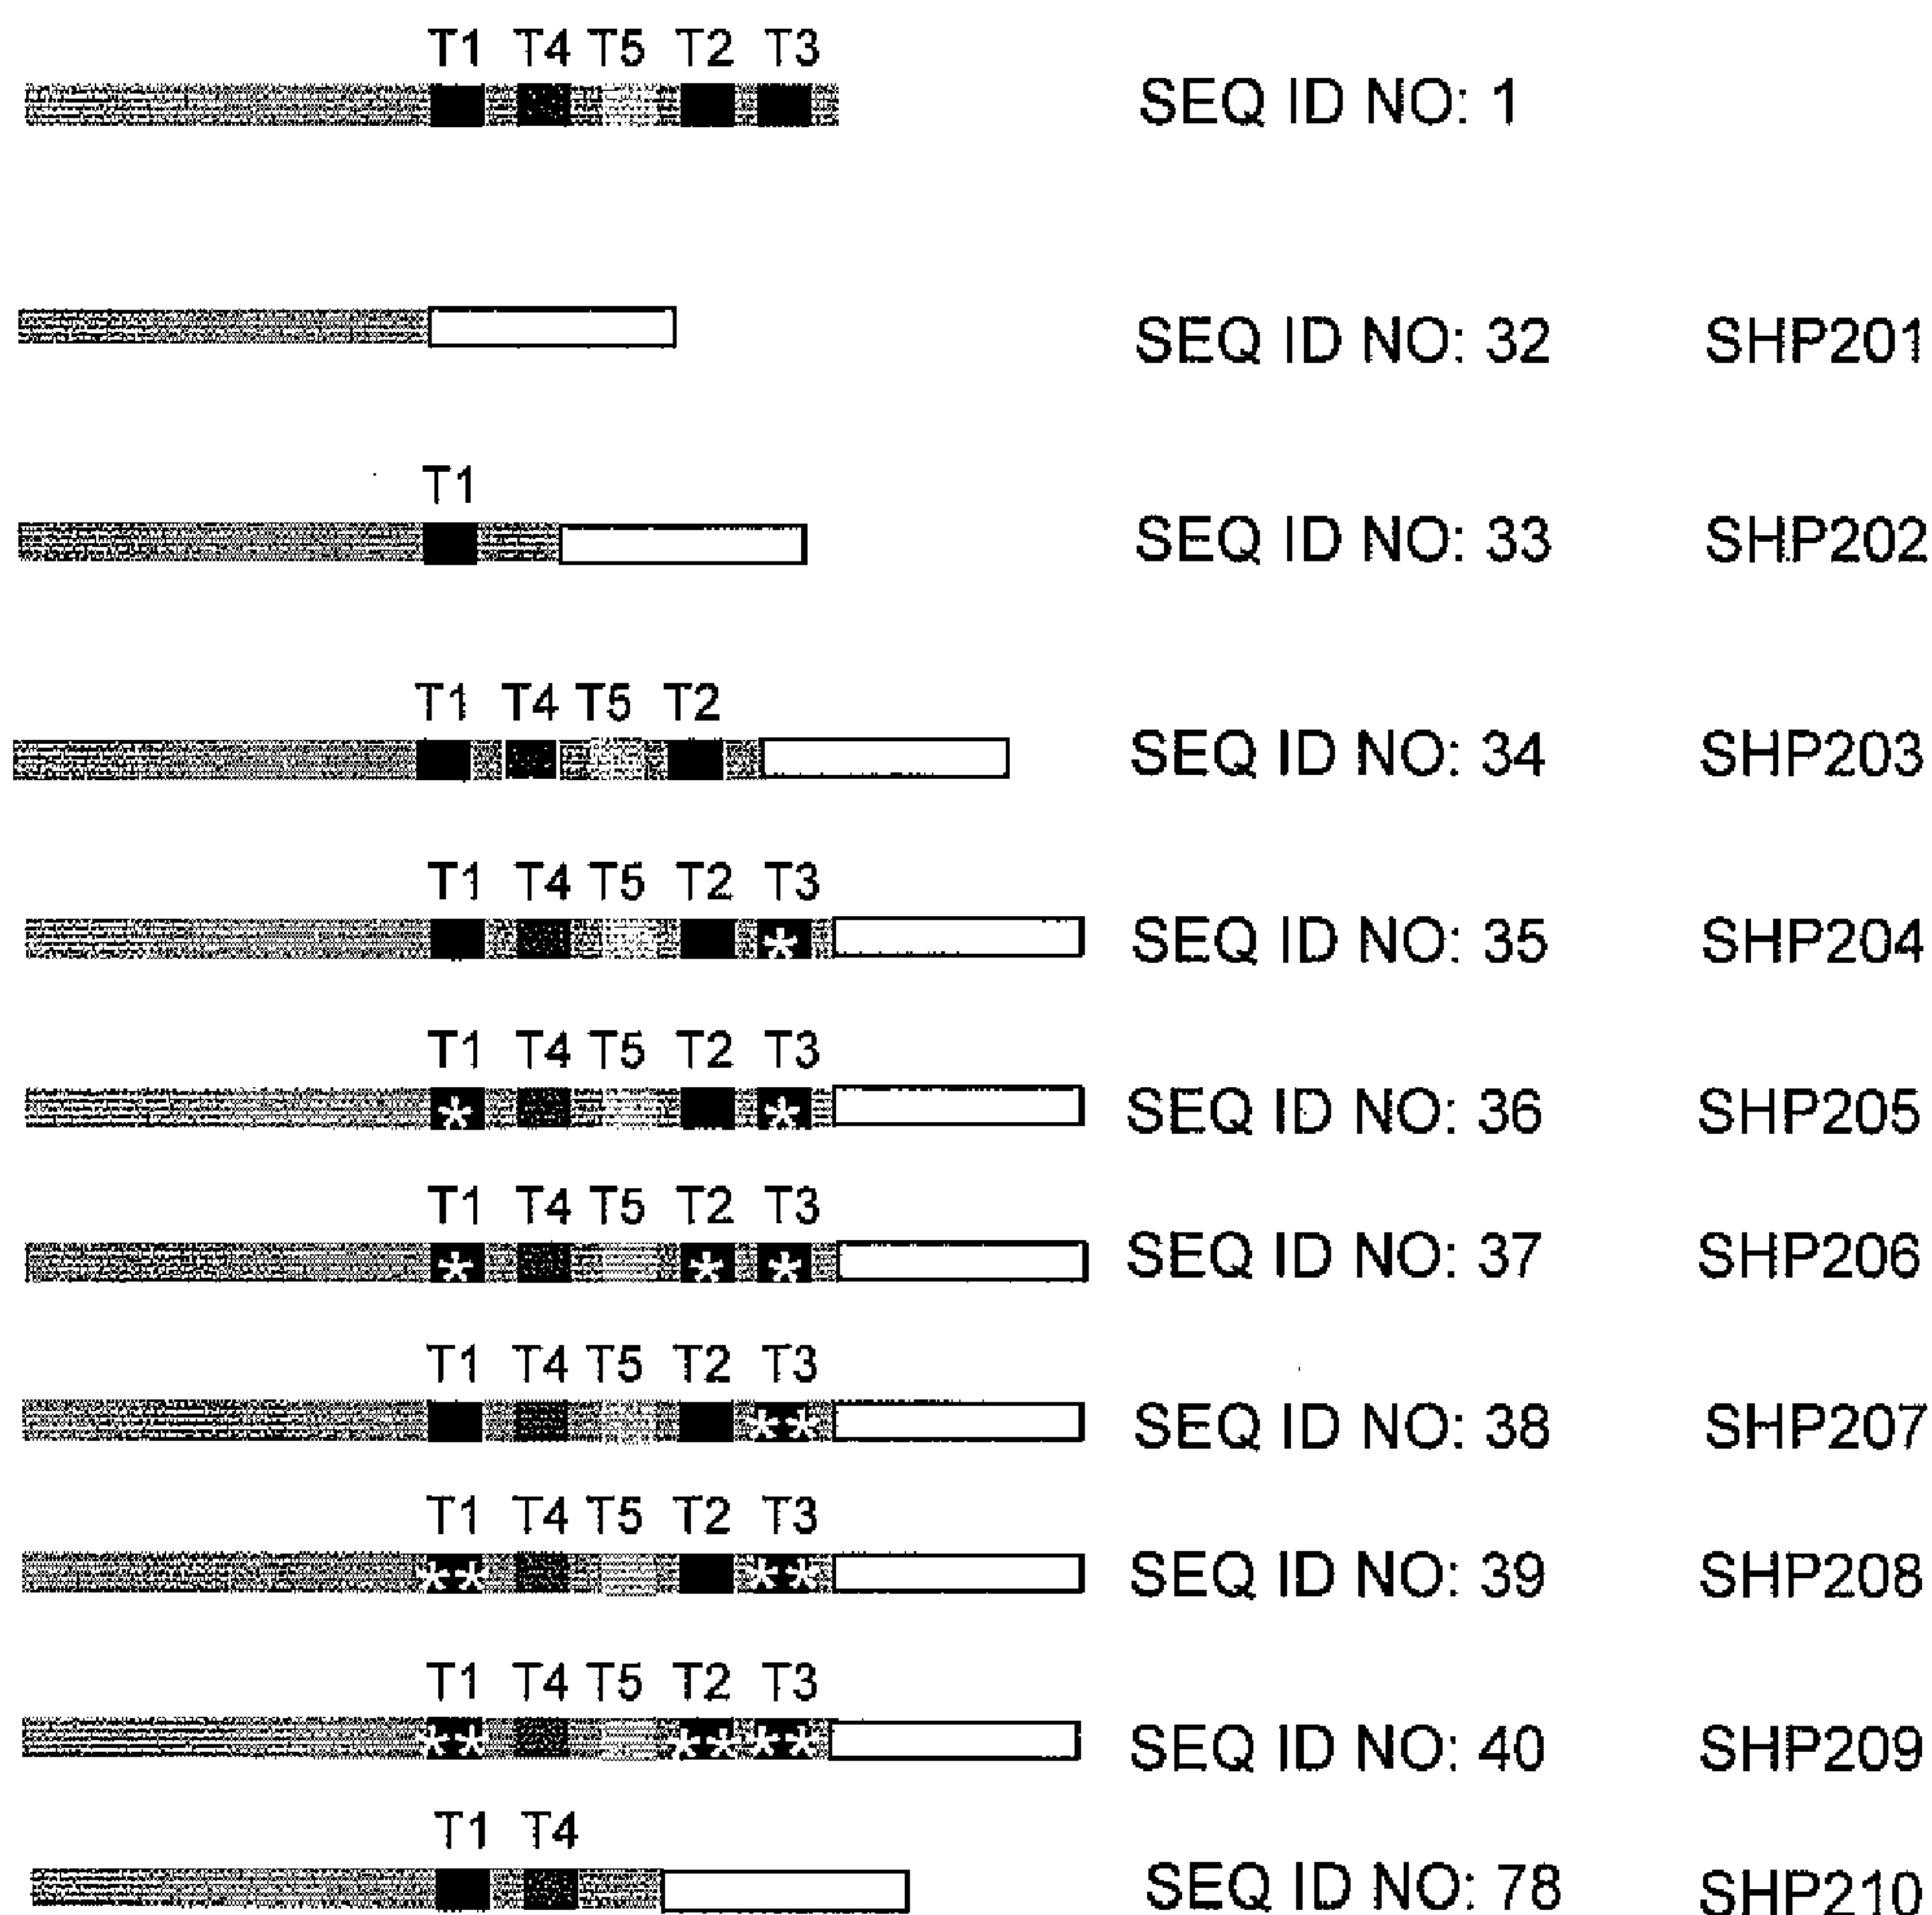 T1 T4 T5 T2 T3
SEQ ID NO: 1
SEQ ID NO: 32 SHP201
T1
SEQ ID NO: 33 SHP202
T1 T4 T5 T2
SEQ ID NO: 34 SHP203
T1 T4 T5 T2 T3
* SEQ ID NO: 35 SHP204
T1 T4 T5 T2 T3
* * SEQ ID NO: 36 SHP205
T1 T4 T5 T2 T3
* * * SEQ ID NO: 37 SHP206
T1 T4 T5 T2 T3
** SEQ ID NO: 38 SHP207
T1 T4 T5 T2 T3
** ** SEQ ID NO: 39 SHP208
T1 T4 T5 T2 T3
** ** ** SEQ ID NO: 40 SHP209
T1 T4
SEQ ID NO: 78 SHP210